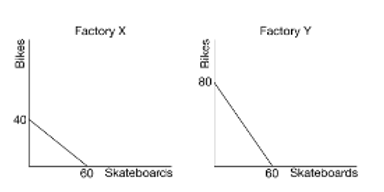 Factory X
Bikes
40
60 Skateboards
Factory Y
Bikes
80
60 Skateboards